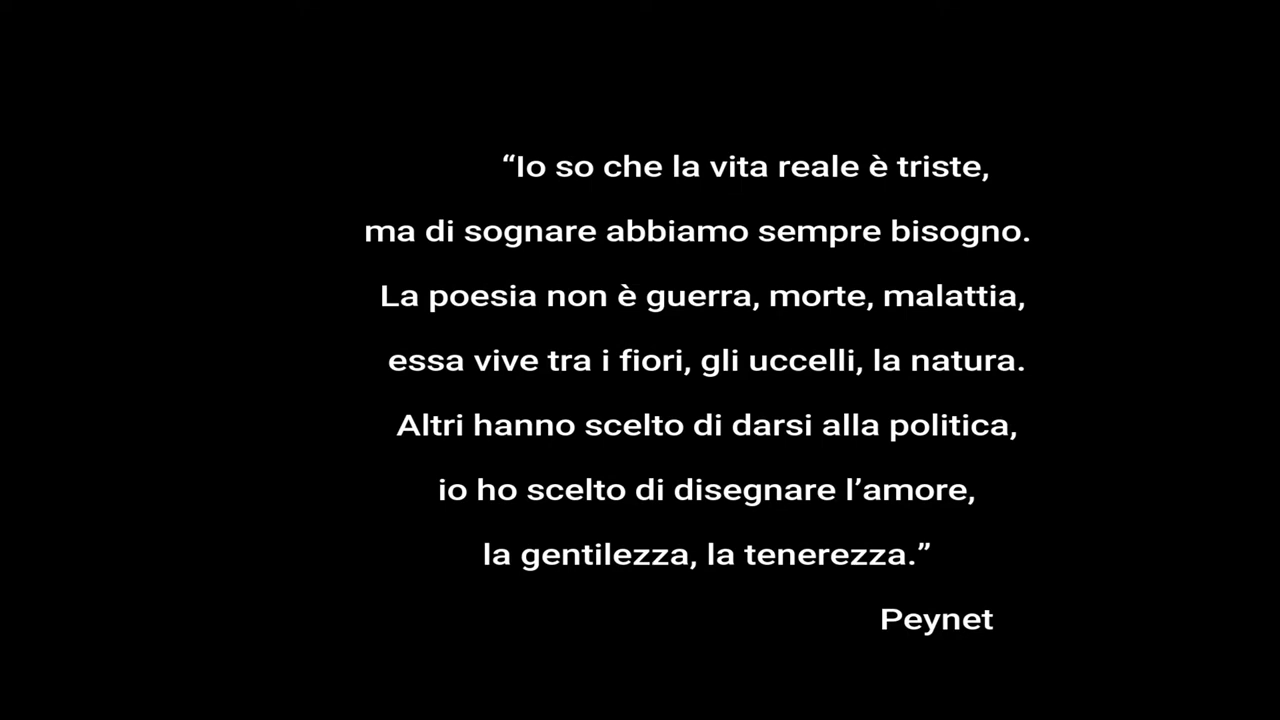 “Io so che la vita reale è triste,
ma di sognare abbiamo sempre bisogno.
La poesia non è guerra, morte, malattia,
essa vive tra i fiori, gli uccelli, la natura.
Altri hanno scelto di darsi alla politica,
io ho scelto di disegnare l’amore,
la gentilezza, la tenerezza.”
Peynet